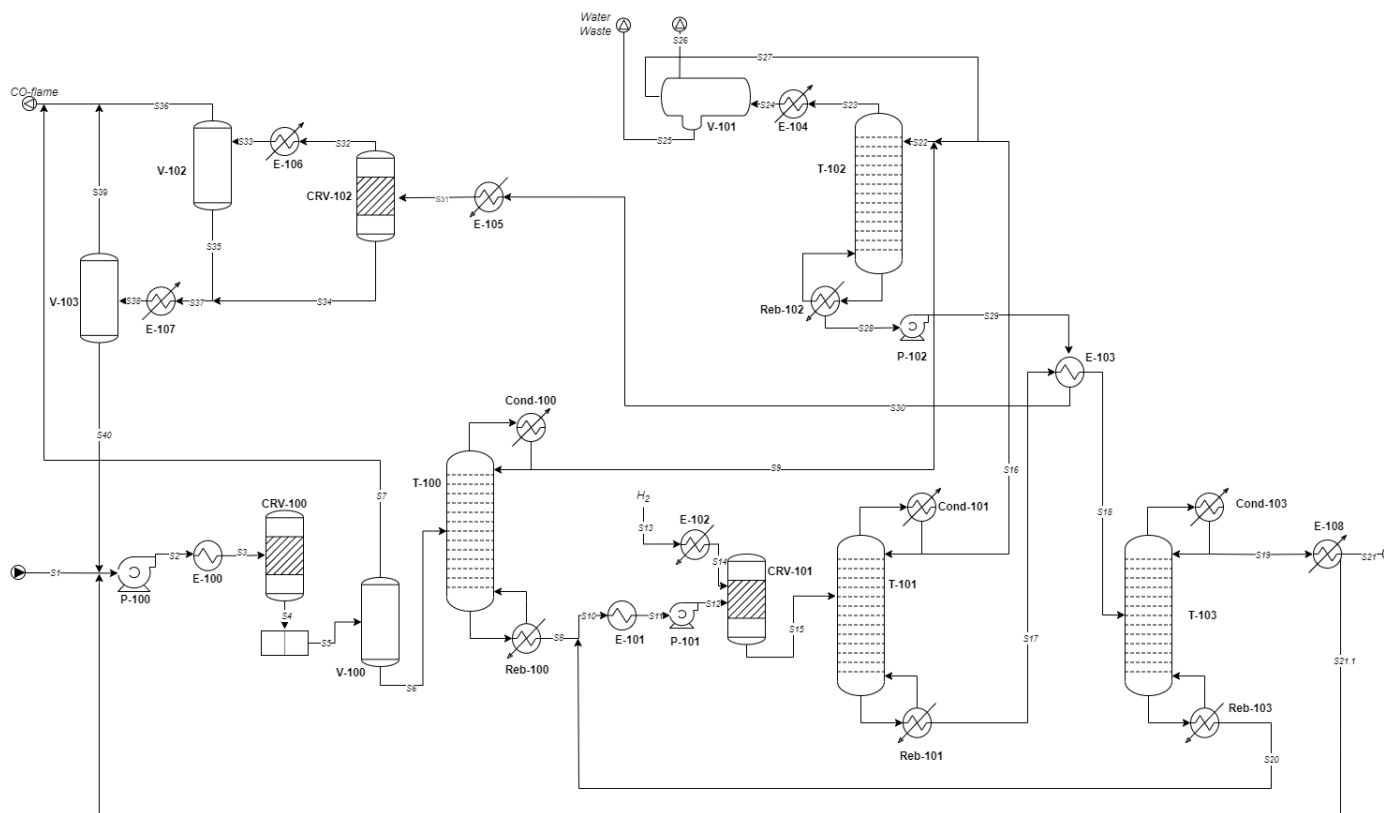 Water
Waste
S26
S27
CO-flame
S36
V-102
S33
E-106
S32
CRV-102
S39
S35
S31
E-105
V-101
S24
E-104
S23
S25
T-102
S22
V-103
S38
S37
E-107
S34
Reb-102
S28
P-102
S29
E-103
S30
S40
Cond-100
T-100
S9
S16
S7
CRV-100
H2
S13
E-102
S14
CRV-101
Cond-101
S18
Cond-103
E-108
S1
S2
P-100
E-100
S3
S4
S5
V-100
S6
Reb-100
S8
S10
E-101
S11
P-101
S12
S15
T-101
S17
Reb-101
S19
S21
T-103
S21.1
Reb-103
S20